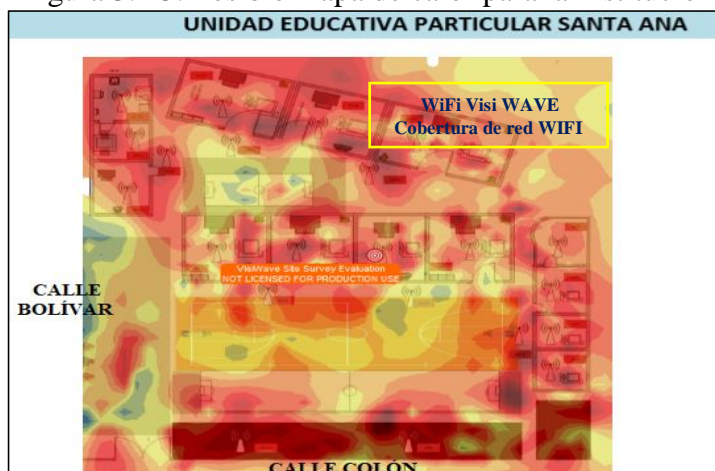 UNIDAD EDUCATIVA PARTICULAR SANTA ANA
WiFi Visi WAVE
Cobertura de red WIFI
VisiWave Site Survey Evaluation
NOT LICENSED FOR PRODUCTION USE
CALLE
BOLÍVAR
CALLE COLÓN